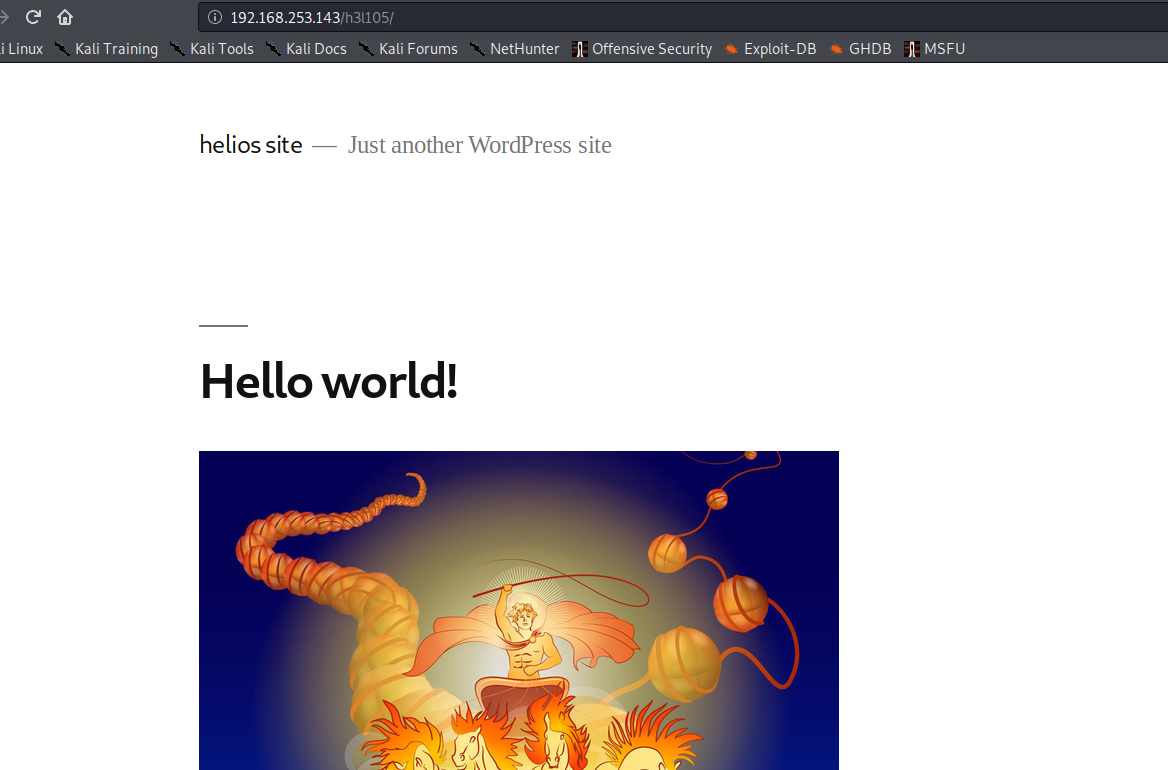 192.168.253.143/h3l105/
i Linux Kali Training Kali Tools Kali Docs Kali Forums NetHunter Offensive Security Exploit-DB GHDB MSFU
helios site — Just another WordPress site
Hello world!